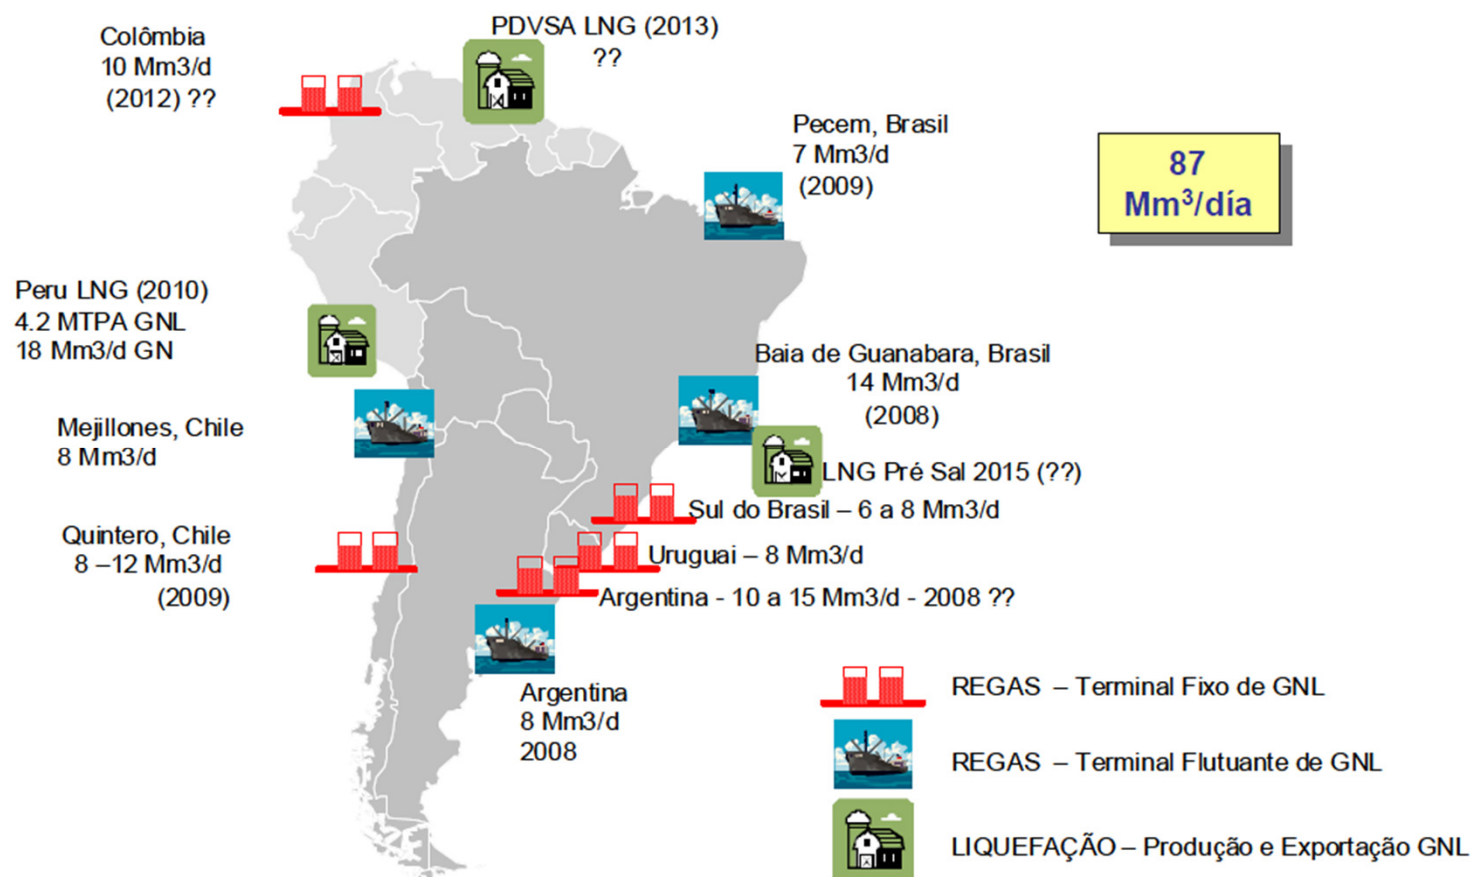 Colômbia
10 Mm3/d
(2012) ??
PDVSA LNG (2013)
??
Pecem, Brasil
7 Mm3/d
(2009)
87
Mm³/día
Peru LNG (2010)
4.2 MTPA GNL
18 Mm3/d GN
Baia de Guanabara, Brasil
14 Mm3/d
(2008)
Mejillones, Chile
8 Mm3/d
LNG Pré Sal 2015 (??)
Sul do Brasil – 6 a 8 Mm3/d
Quintero, Chile
8 –12 Mm3/d
(2009)
Uruguai – 8 Mm3/d
Argentina - 10 a 15 Mm3/d - 2008 ??
Argentina
8 Mm3/d
2008
REGAS – Terminal Fixo de GNL
REGAS – Terminal Flutuante de GNL
LIQUEFAÇÃO – Produção e Exportação GNL